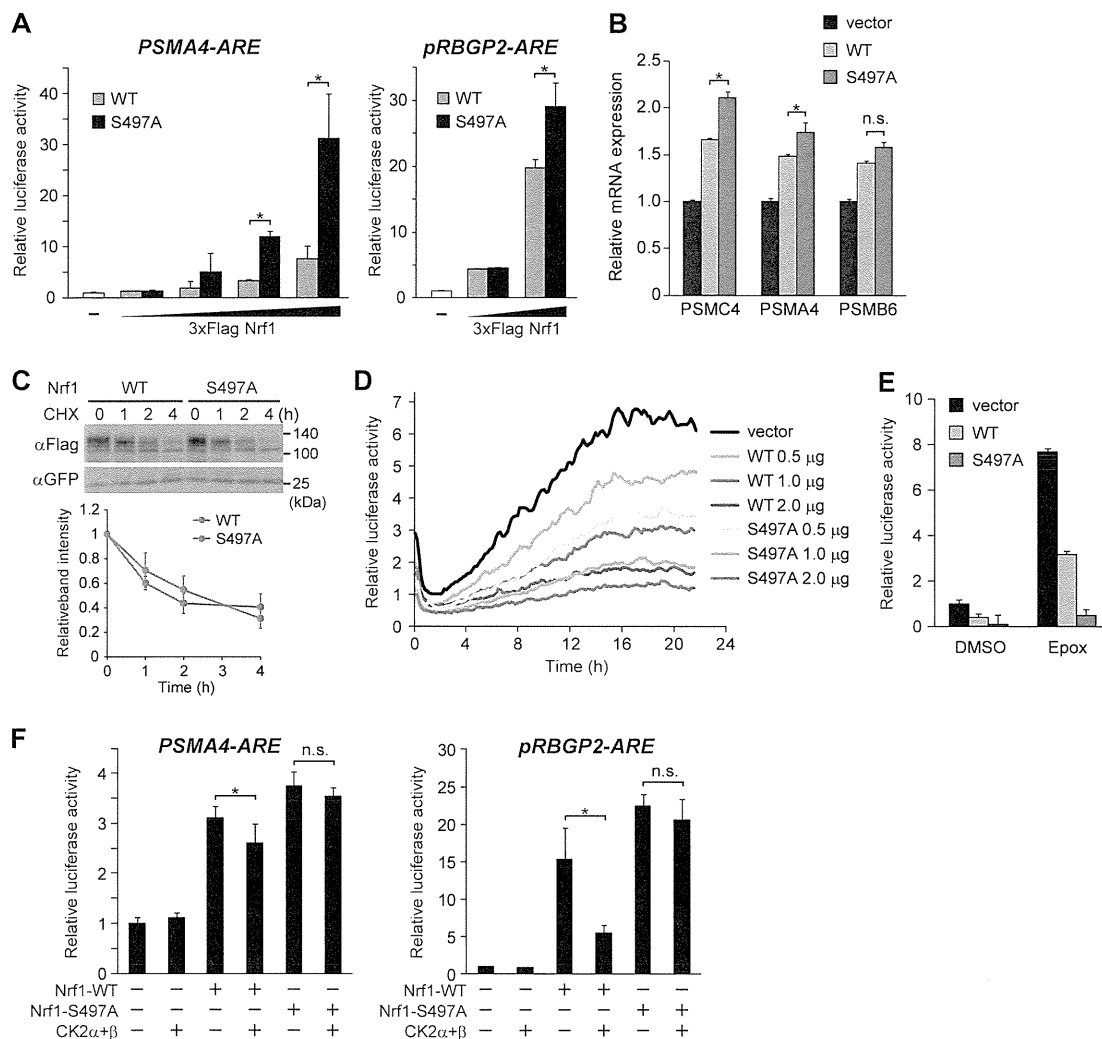 A
PSMA4-ARE
Relative luciferase activity
40
30
20
10
0
WT
S497A
*
*
–
3xFlag Nrf1
pRBGP2-ARE
Relative luciferase activity
30
20
10
0
WT
S497A
*
–
3xFlag Nrf1
B
vector
WT
S497A
Relative mRNA expression
2.5
2.0
1.5
1.0
0.5
0
*
*
n.s.
PSMC4 PSMA4 PSMB6
C
Nrf1 WT S497A
CHX 0 1 2 4 0 1 2 4 (h)
αFlag
140
100
αGFP
25
(kDa)
Relativeband intensity
1.2
1
0.8
0.6
0.4
0.2
0
WT
S497A
0 1 2 3 4
Time (h)
D
Relative luciferase activity
7
6
5
4
3
2
1
0
0 4 8 12 16 20 24
Time (h)
vector
WT 0.5 μg
WT 1.0 μg
WT 2.0 μg
S497A 0.5 μg
S497A 1.0 μg
S497A 2.0 μg
E
vector
WT
S497A
Relative luciferase activity
10
8
6
4
2
0
DMSO Epox
F
PSMA4-ARE
Relative luciferase activity
4
3
2
1
0
*
n.s.
Nrf1-WT – – + + – –
Nrf1-S497A – – – – + +
CK2α+β – + – + – +
pRBGP2-ARE
Relative luciferase activity
30
25
20
15
10
5
0
*
n.s.
Nrf1-WT – – + + – –
Nrf1-S497A – – – – + +
CK2α+β – + – + – +